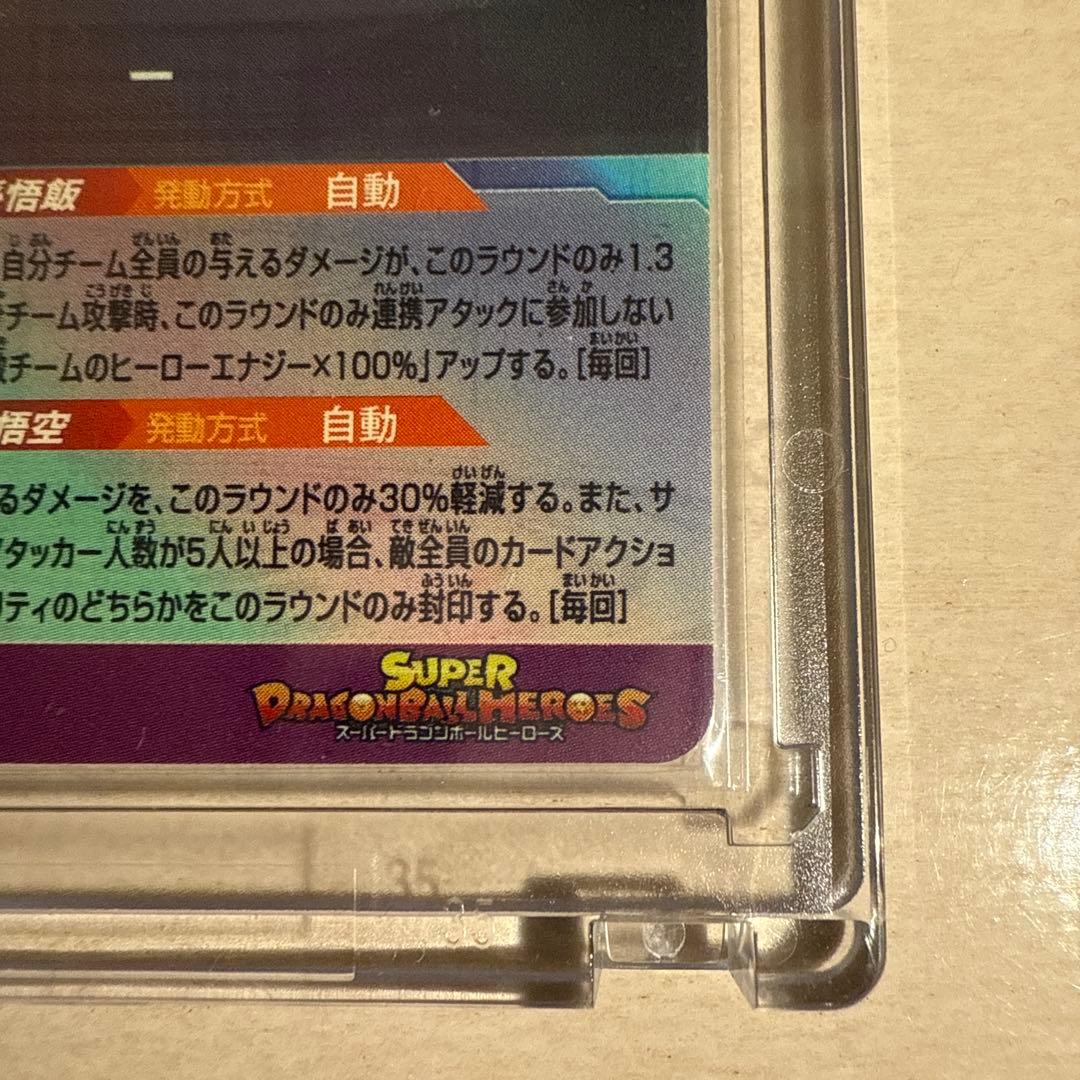 悟飯 発動方式 自動
自分チーム全員の与えるダメージが、このラウンドのみ1.3
チーム攻撃時、このラウンドのみ連携アタックに参加しない
チームのヒーローエナジー×100%」アップする。[毎回]
悟空 発動方式 自動
るダメージを、このラウンドのみ30%軽減する。また、サ
タッカー人数が5人以上の場合、敵全員のカードアクショ
リティのどちらかをこのラウンドのみ封印する。[毎回]
SUPER
DRAGONBALL HEROES
スーパードラゴンボールヒーローズ
35
35